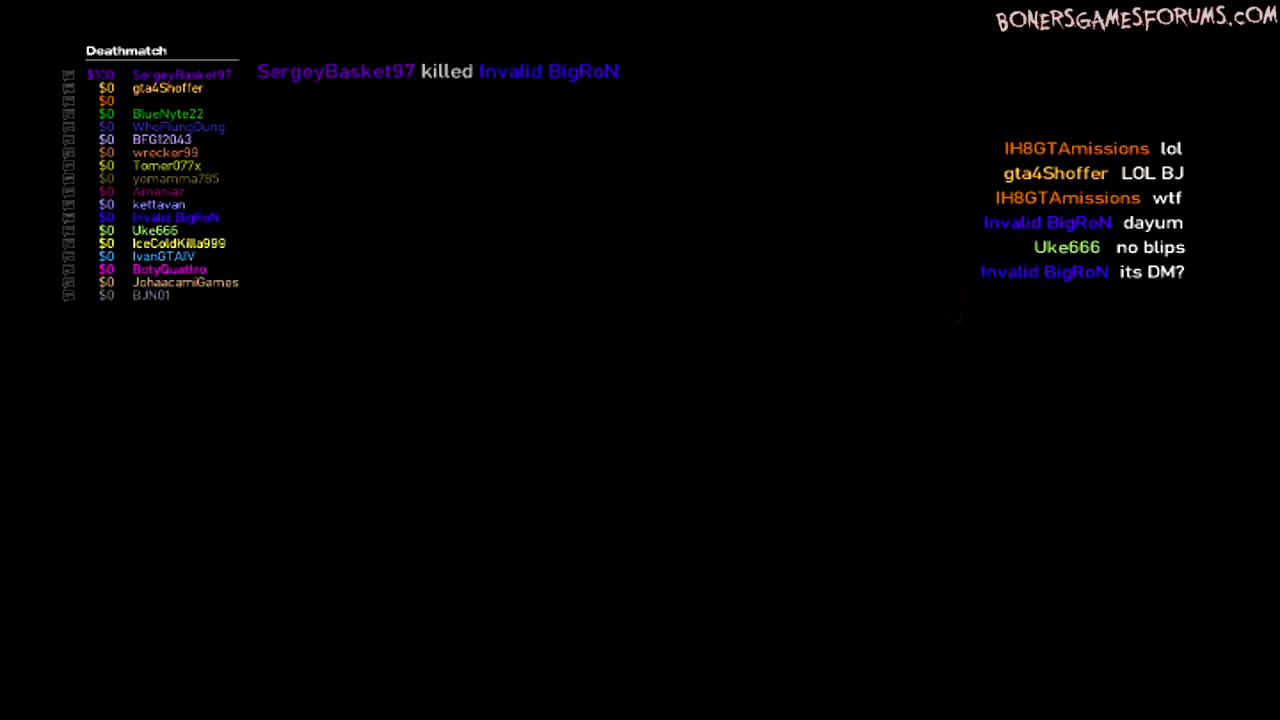 BONERSGAMESFORUMS.COM
Deathmatch
$100 SergeyBasket97
SergeyBasket97 killed Invalid BigRoN
$0 gta4Shoffer
$0
$0 BlueNyte22
$0 WhoFlungDung
$0 BFG12043
$0 wrecker99
$0 Tomer077x
$0 yomamma785
$0 Amaniaz
$0 kettavan
$0 Invalid BigRoN
$0 Uke666
$0 IceColdKilla999
$0 IvanGTAIV
$0 BotyQuattro
$0 JohaacamiGames
$0 BJN01
IH8GTAmissions lol
gta4Shoffer LOL BJ
IH8GTAmissions wtf
Invalid BigRoN dayum
Uke666 no blips
Invalid BigRoN its DM?